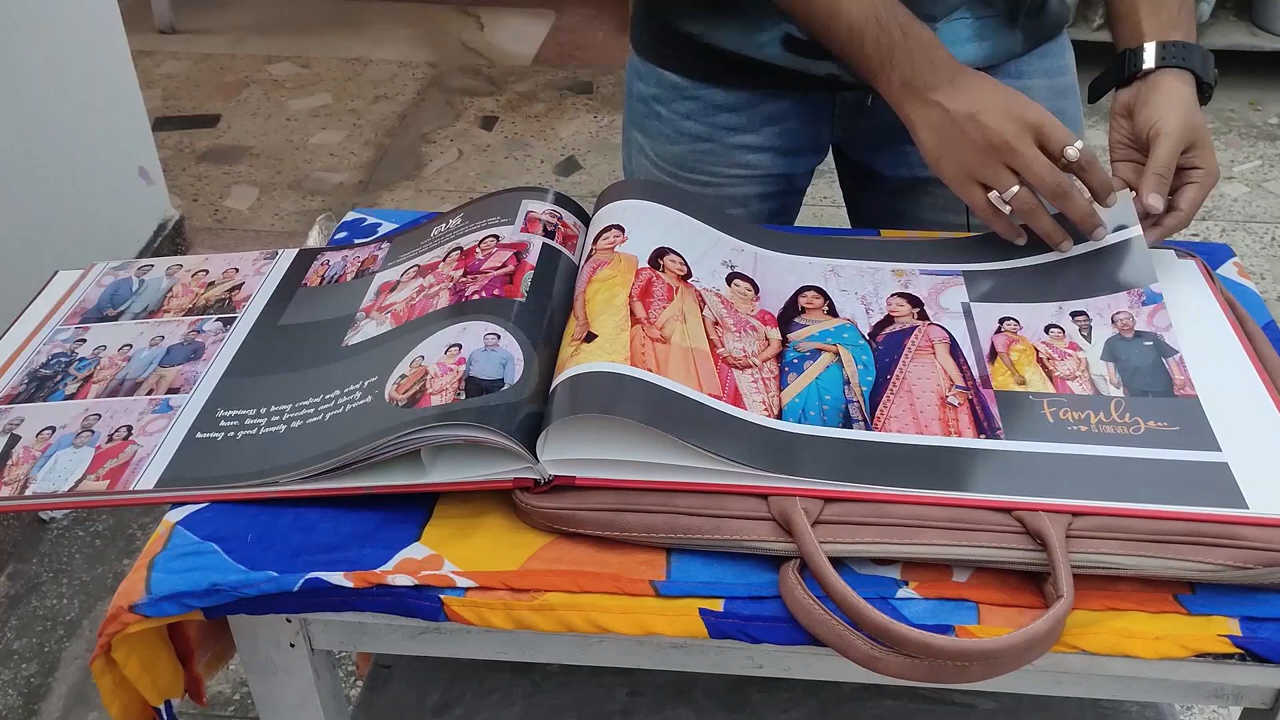 Love
'Happiness is being content with what you
have, living in freedom and liberty,
having a good family life and good friends.'
Family
IS FOREVER